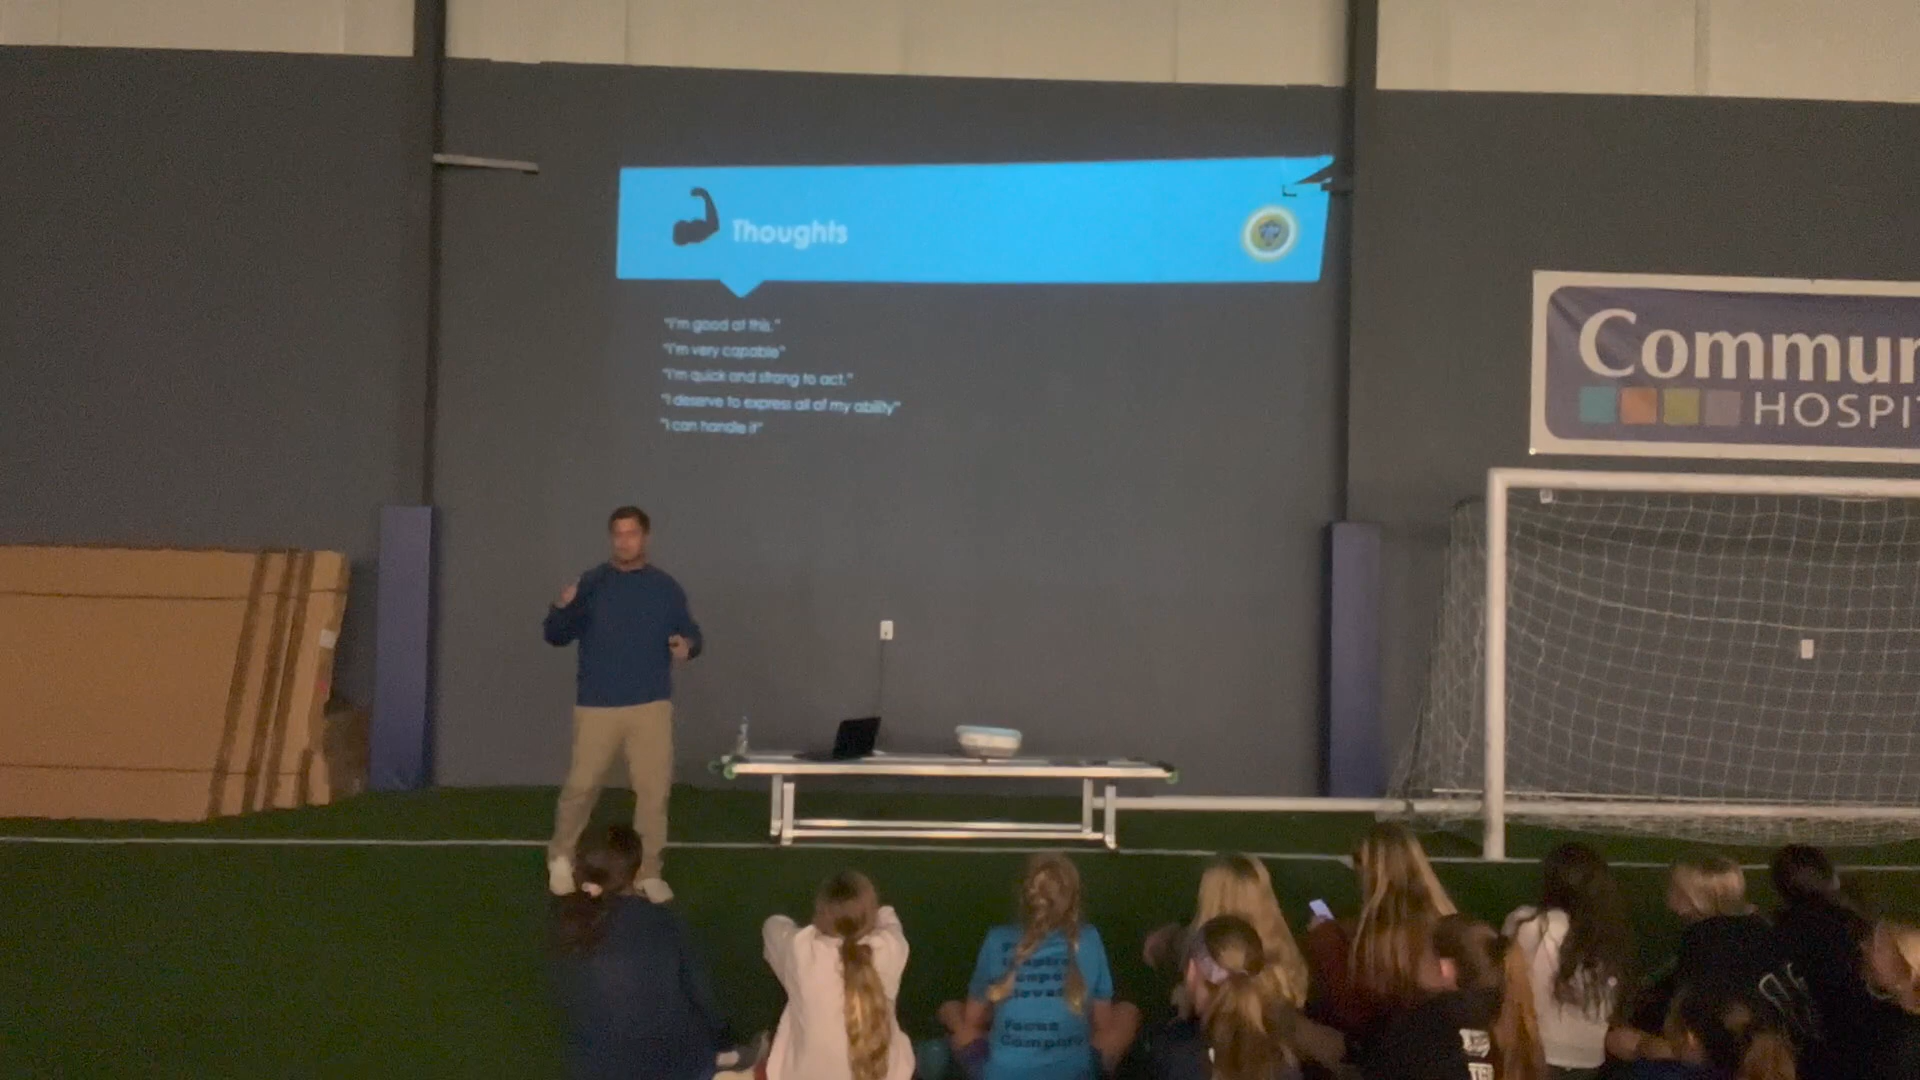 Thoughts
"I'm good at this."
"I'm very capable"
"I'm quick and strong to act."
"I deserve to express all of my ability"
"I can handle it"
Commun
HOSPIT
Focus